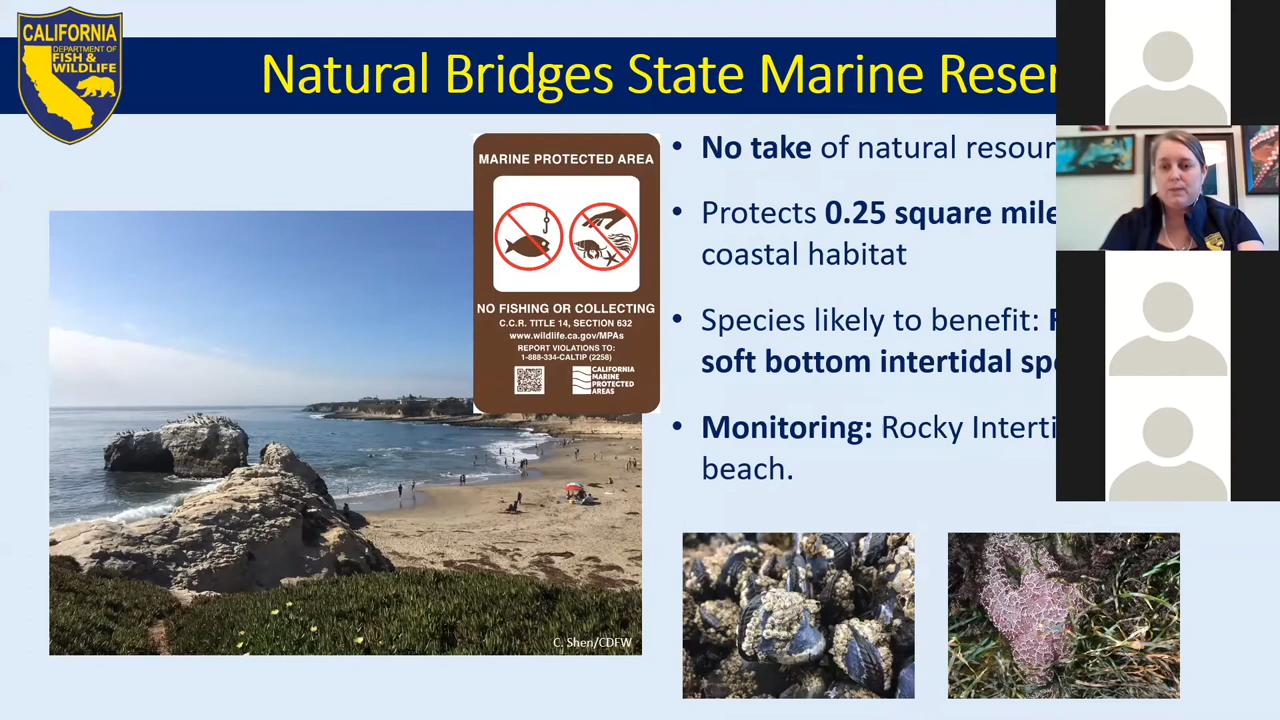 CALIFORNIA
DEPARTMENT OF
FISH &
WILDLIFE
Natural Bridges State Marine Reser
MARINE PROTECTED AREA
NO FISHING OR COLLECTING
C.C.R. TITLE 14, SECTION 632
www.wildlife.ca.gov/MPAs
REPORT VIOLATIONS TO:
1-888-334-CALTIP (2258)
CALIFORNIA
MARINE
PROTECTED
AREAS
• No take of natural resour
• Protects 0.25 square mile
coastal habitat
• Species likely to benefit:
soft bottom intertidal spe
• Monitoring: Rocky Interti
beach.
C. Shen/CDFW